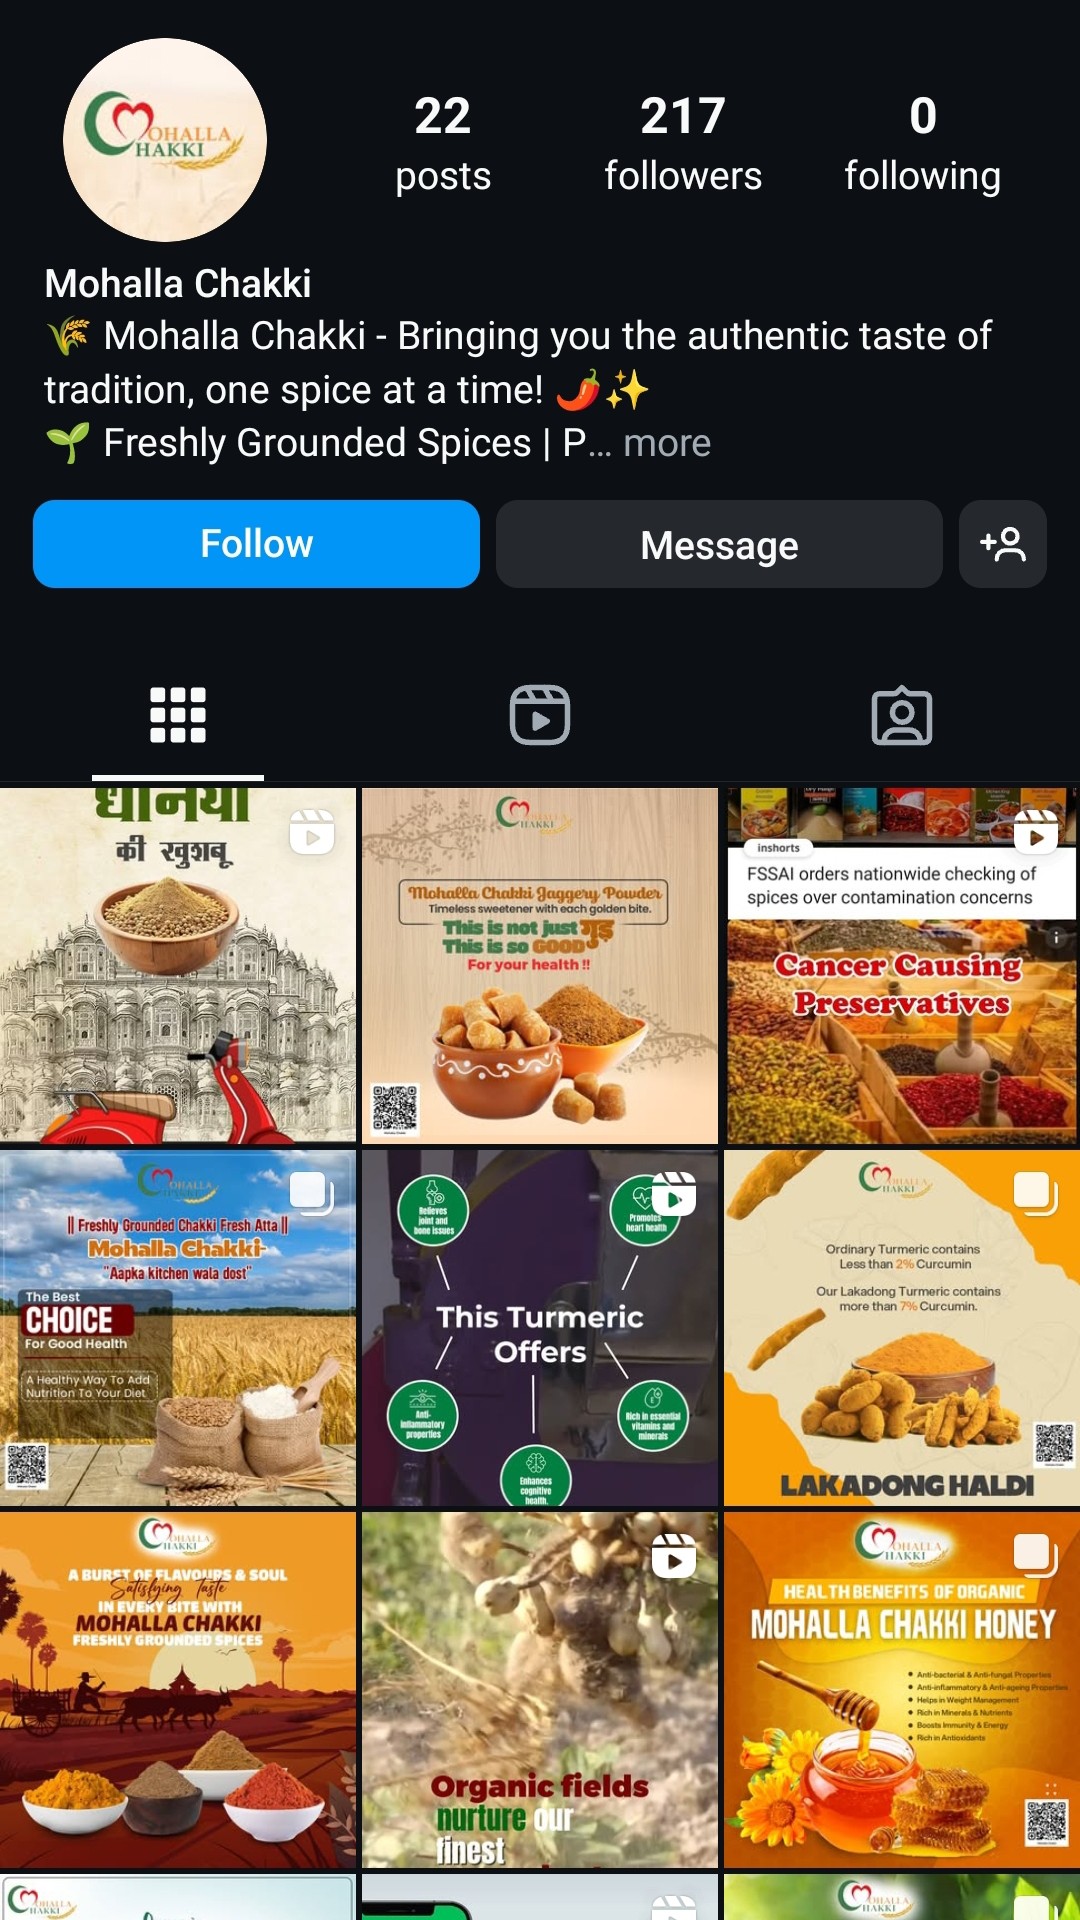 MOHALLA
CHAKKI
22
posts
217
followers
0
following
Mohalla Chakki
🌾 Mohalla Chakki - Bringing you the authentic taste of
tradition, one spice at a time! 🌶️✨
🌱 Freshly Grounded Spices | P... more
Follow
Message
धनिया
की खुशबू
MOHALLA
CHAKKI
Mohalla Chakki Jaggery Powder
Timeless sweetener with each golden bite.
This is not just गुड़
This is so GOOD
For your health !!
inshorts
FSSAI orders nationwide checking of
spices over contamination concerns
Cancer Causing
Preservatives
MOHALLA
CHAKKI
|| Freshly Grounded Chakki Fresh Atta ||
Mohalla Chakki-
"Aapka kitchen wala dost"
The Best
CHOICE
For Good Health
A Healthy Way To Add
Nutrition To Your Diet
Relieves
joint and
bone issues
Promotes
heart health
This Turmeric
Offers
Anti-
inflammatory
properties
Rich in essential
vitamins and
minerals
Enhances
cognitive
health.
MOHALLA
CHAKKI
Ordinary Turmeric contains
Less than 2% Curcumin
Our Lakadong Turmeric contains
more than 7% Curcumin.
LAKADONG HALDI
MOHALLA
CHAKKI
A BURST OF FLAVOURS & SOUL
Satisfying Taste
IN EVERY BITE WITH
MOHALLA CHAKKI
FRESHLY GROUNDED SPICES
Organic fields
nurture our
finest
MOHALLA
CHAKKI
HEALTH BENEFITS OF ORGANIC
MOHALLA CHAKKI HONEY
• Anti-bacterial & Anti-fungal Properties
• Anti-inflammatory & Anti-ageing Properties
• Helps in Weight Management
• Rich in Minerals & Nutrients
• Boosts Immunity & Energy
• Rich in Antioxidants
MOHALLA
CHAKKI
MOHALLA
CHAKKI